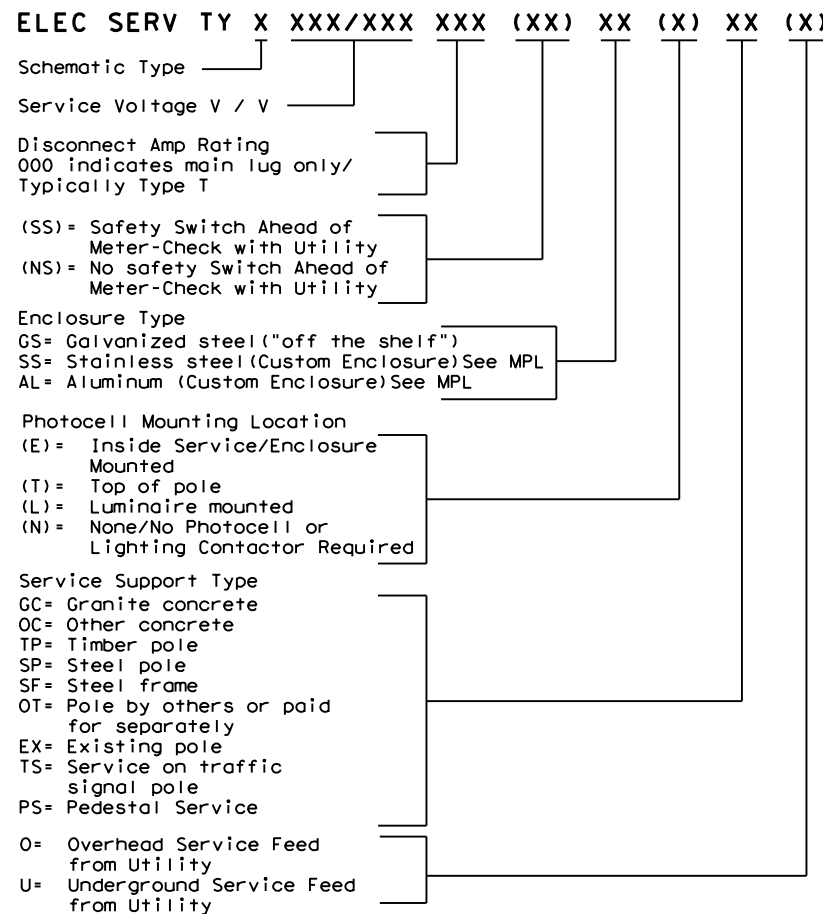 ELEC SERV TY X XXX/XXX XXX (XX) XX (X) XX (X)
Schematic Type
Service Voltage V / V
Disconnect Amp Rating
000 indicates main lug only/
Typically Type T
(SS)= Safety Switch Ahead of
Meter-Check with Utility
(NS)= No safety Switch Ahead of
Meter-Check with Utility
Enclosure Type
GS= Galvanized steel("off the shelf")
SS= Stainless steel(Custom Enclosure)See MPL
AL= Aluminum (Custom Enclosure)See MPL
Photocell Mounting Location
(E)= Inside Service/Enclosure
Mounted
(T)= Top of pole
(L)= Luminaire mounted
(N)= None/No Photocell or
Lighting Contactor Required
Service Support Type
GC= Granite concrete
OC= Other concrete
TP= Timber pole
SP= Steel pole
SF= Steel frame
OT= Pole by others or paid
for separately
EX= Existing pole
TS= Service on traffic
signal pole
PS= Pedestal Service
O= Overhead Service Feed
from Utility
U= Underground Service Feed
from Utility